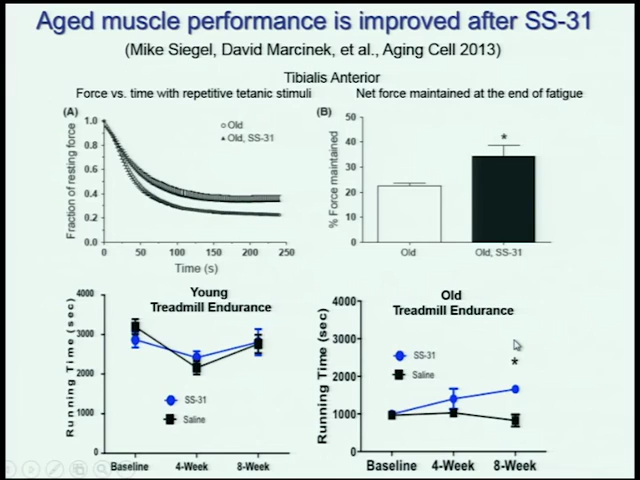 Aged muscle performance is improved after SS-31
(Mike Siegel, David Marcinek, et al., Aging Cell 2013)
Tibialis Anterior
Force vs. time with repetitive tetanic stimuli
Net force maintained at the end of fatigue
(A)
Fraction of resting force
1.0
0.8
0.6
0.4
0.2
0.0
Old
Old, SS-31
0 50 100 150 200 250
Time (s)
(B)
% Force maintained
50
40
30
20
10
0
*
Old Old, SS-31
Young
Treadmill Endurance
Running Time (sec)
4000
3000
2000
1000
0
SS-31
Saline
Baseline 4-Week 8-Week
Old
Treadmill Endurance
Running Time (sec)
4000
3000
2000
1000
0
SS-31
Saline
*
Baseline 4-Week 8-Week